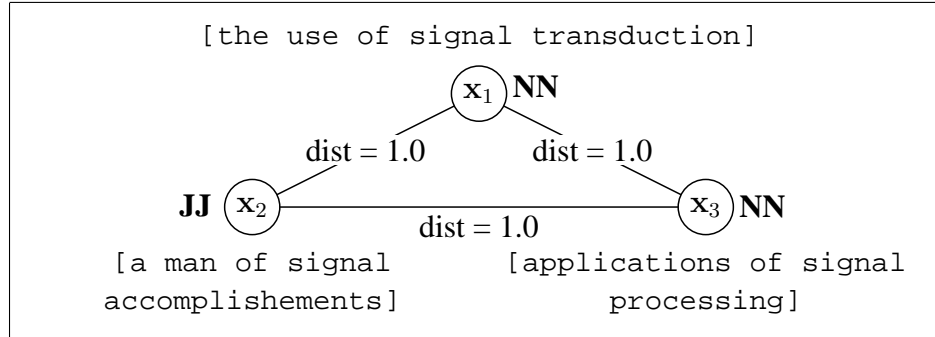 [the use of signal transduction]
x₁ NN
dist = 1.0 dist = 1.0
JJ x₂ x₃ NN
dist = 1.0
[a man of signal [applications of signal
accomplishements] processing]